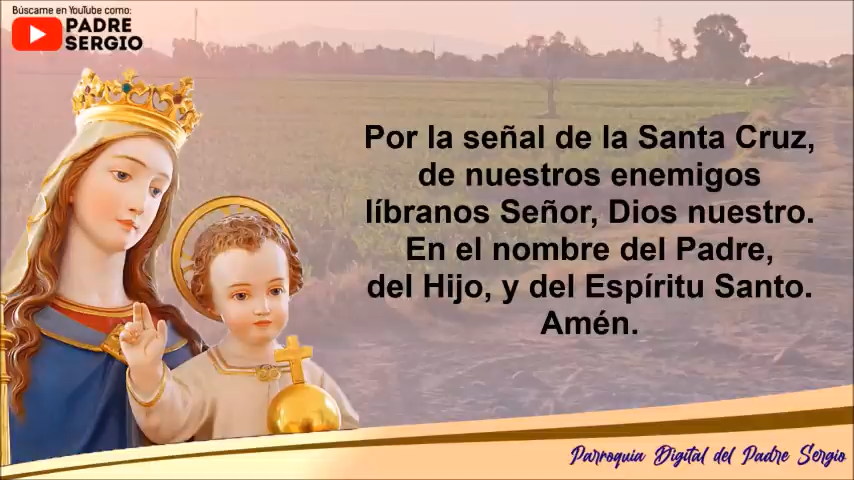 Búscame en YouTube como:
PADRE
SERGIO
Por la señal de la Santa Cruz,
de nuestros enemigos
líbranos Señor, Dios nuestro.
En el nombre del Padre,
del Hijo, y del Espíritu Santo.
Amén.
Parroquia Digital del Padre Sergio